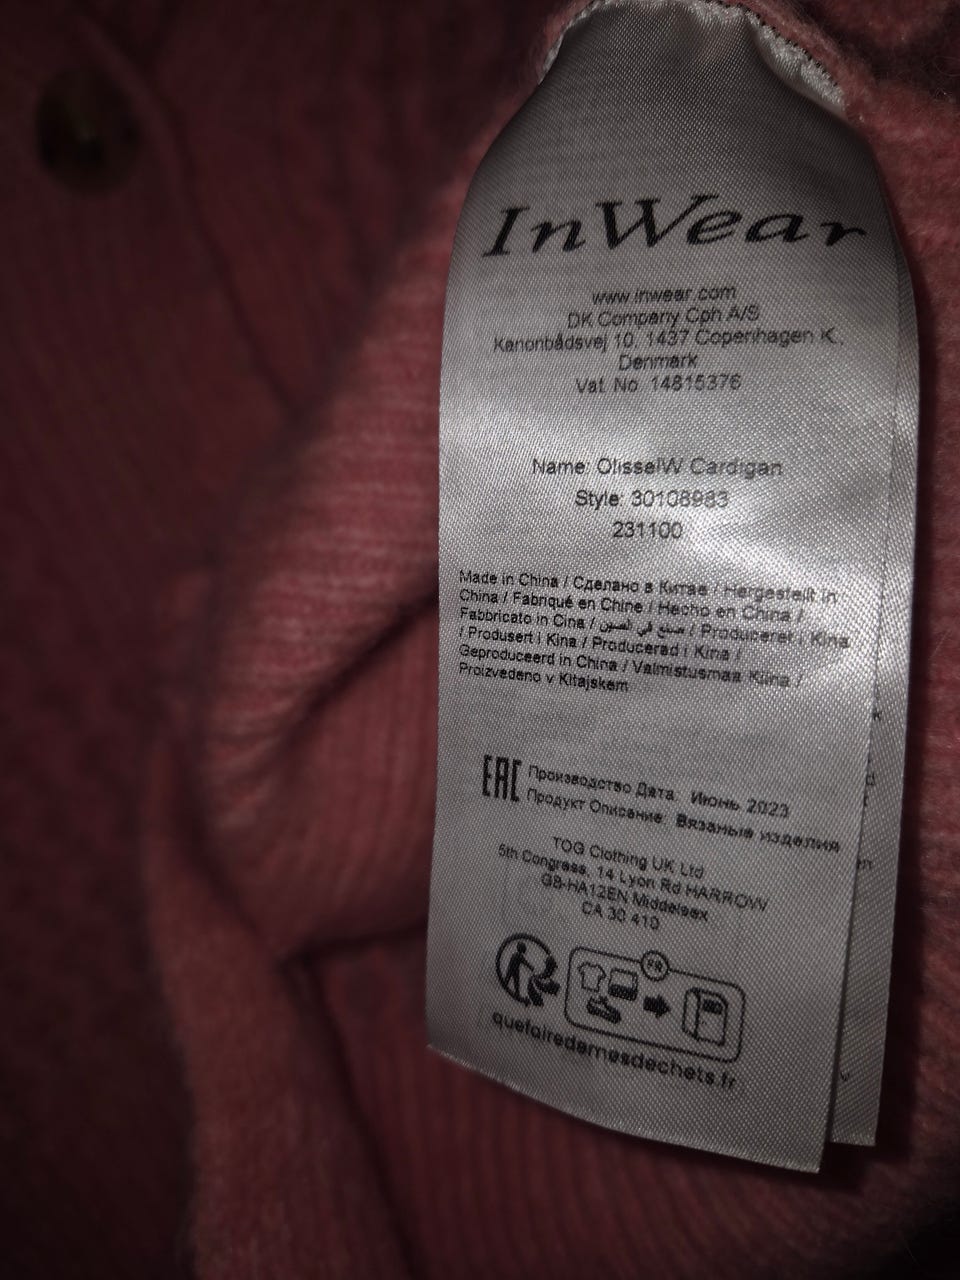 InWear
www.inwear.com
DK Company Cph A/S
Kanonbådsvej 10, 1437 Copenhagen K.,
Denmark
Vat. No. 14815376
Name: OlisseIW Cardigan
Style: 30108983
231100
Made in China / Сделано в Китае / Hergestellt in
China / Fabriqué en Chine / Hecho en China /
Fabbricato in Cina / صنع في الصين / Produceret i Kina
/ Produsert i Kina / Producerad i Kina /
Geproduceerd in China / Valmistusmaa Kiina /
Proizvedeno v Kitajskem
EAC Производство Дата: Июнь 2023
Продукт Описание: Вязаные изделия
TOG Clothing UK Ltd
5th Congress, 14 Lyon Rd HARROW
GB-HA12EN Middelsex
CA 30 410
FR
quefairedemesdechets.fr